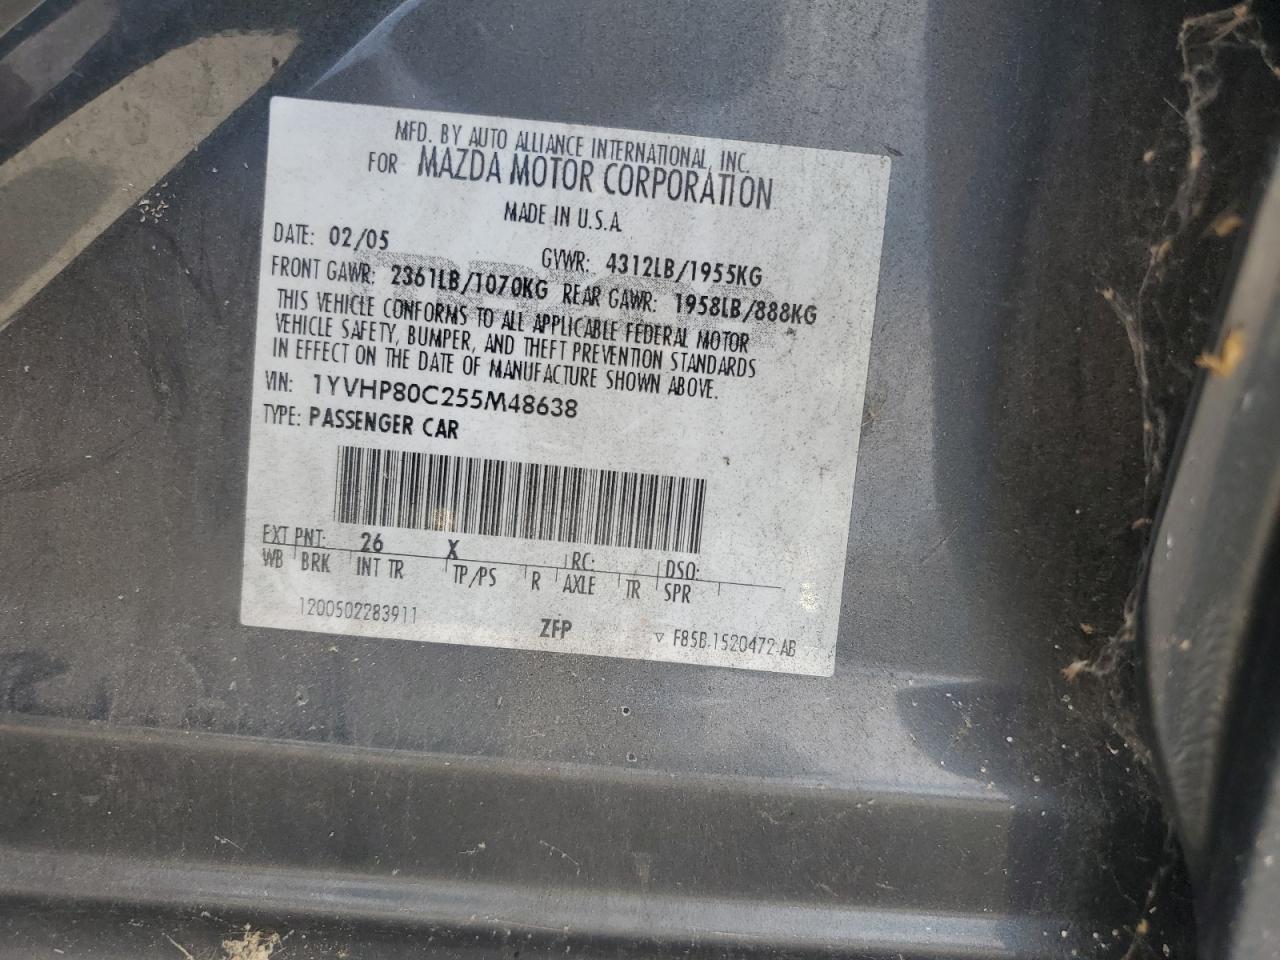 MFD. BY AUTO ALLIANCE INTERNATIONAL, INC.
FOR MAZDA MOTOR CORPORATION
MADE IN U.S.A.
DATE: 02/05 GVWR: 4312LB/1955KG
FRONT GAWR: 2361LB/1070KG REAR GAWR: 1958LB/888KG
THIS VEHICLE CONFORMS TO ALL APPLICABLE FEDERAL MOTOR
VEHICLE SAFETY, BUMPER, AND THEFT PREVENTION STANDARDS
IN EFFECT ON THE DATE OF MANUFACTURE SHOWN ABOVE.
VIN: 1YVHP80C255M48638
TYPE: PASSENGER CAR
EXT PNT: 26 X RC: DSO:
WB BRK INT TR TP/PS R AXLE TR SPR
1200502283911 ZFP ▽ F85B-1520472-AB